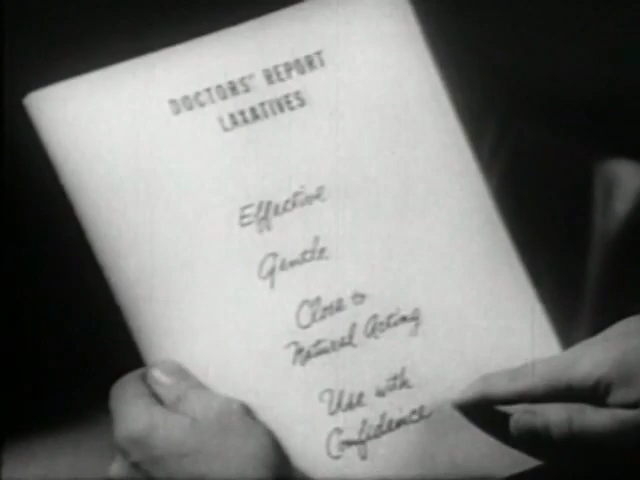 DOCTORS' REPORT
LAXATIVES
Effective
Gentle
Close to
Natural Acting
Use with
Confidence